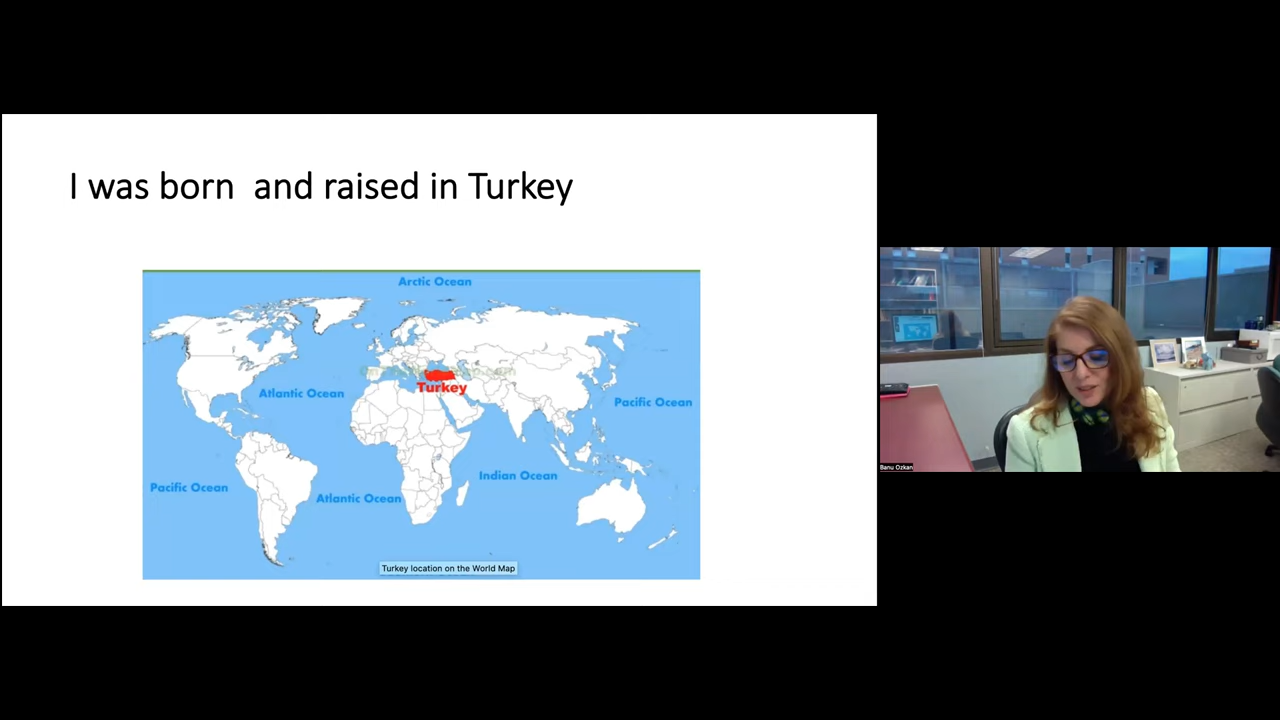 I was born  and raised in Turkey
Arctic Ocean
Turkey
Atlantic Ocean
Pacific Ocean
Indian Ocean
Pacific Ocean
Atlantic Ocean
Turkey location on the World Map
Banu Ozkan